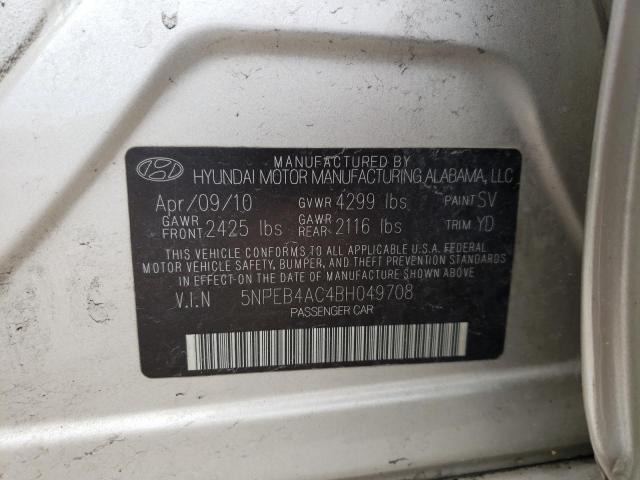 MANUFACTURED BY
HYUNDAI MOTOR MANUFACTURING ALABAMA, LLC
Apr/09/10 GVWR 4299 lbs PAINT SV
GAWR FRONT 2425 lbs GAWR REAR 2116 lbs TRIM YD
THIS VEHICLE CONFORMS TO ALL APPLICABLE U.S.A. FEDERAL
MOTOR VEHICLE SAFETY, BUMPER, AND THEFT PREVENTION STANDARDS
IN EFFECT ON THE DATE OF MANUFACTURE SHOWN ABOVE.
V.I.N 5NPEB4AC4BH049708
PASSENGER CAR